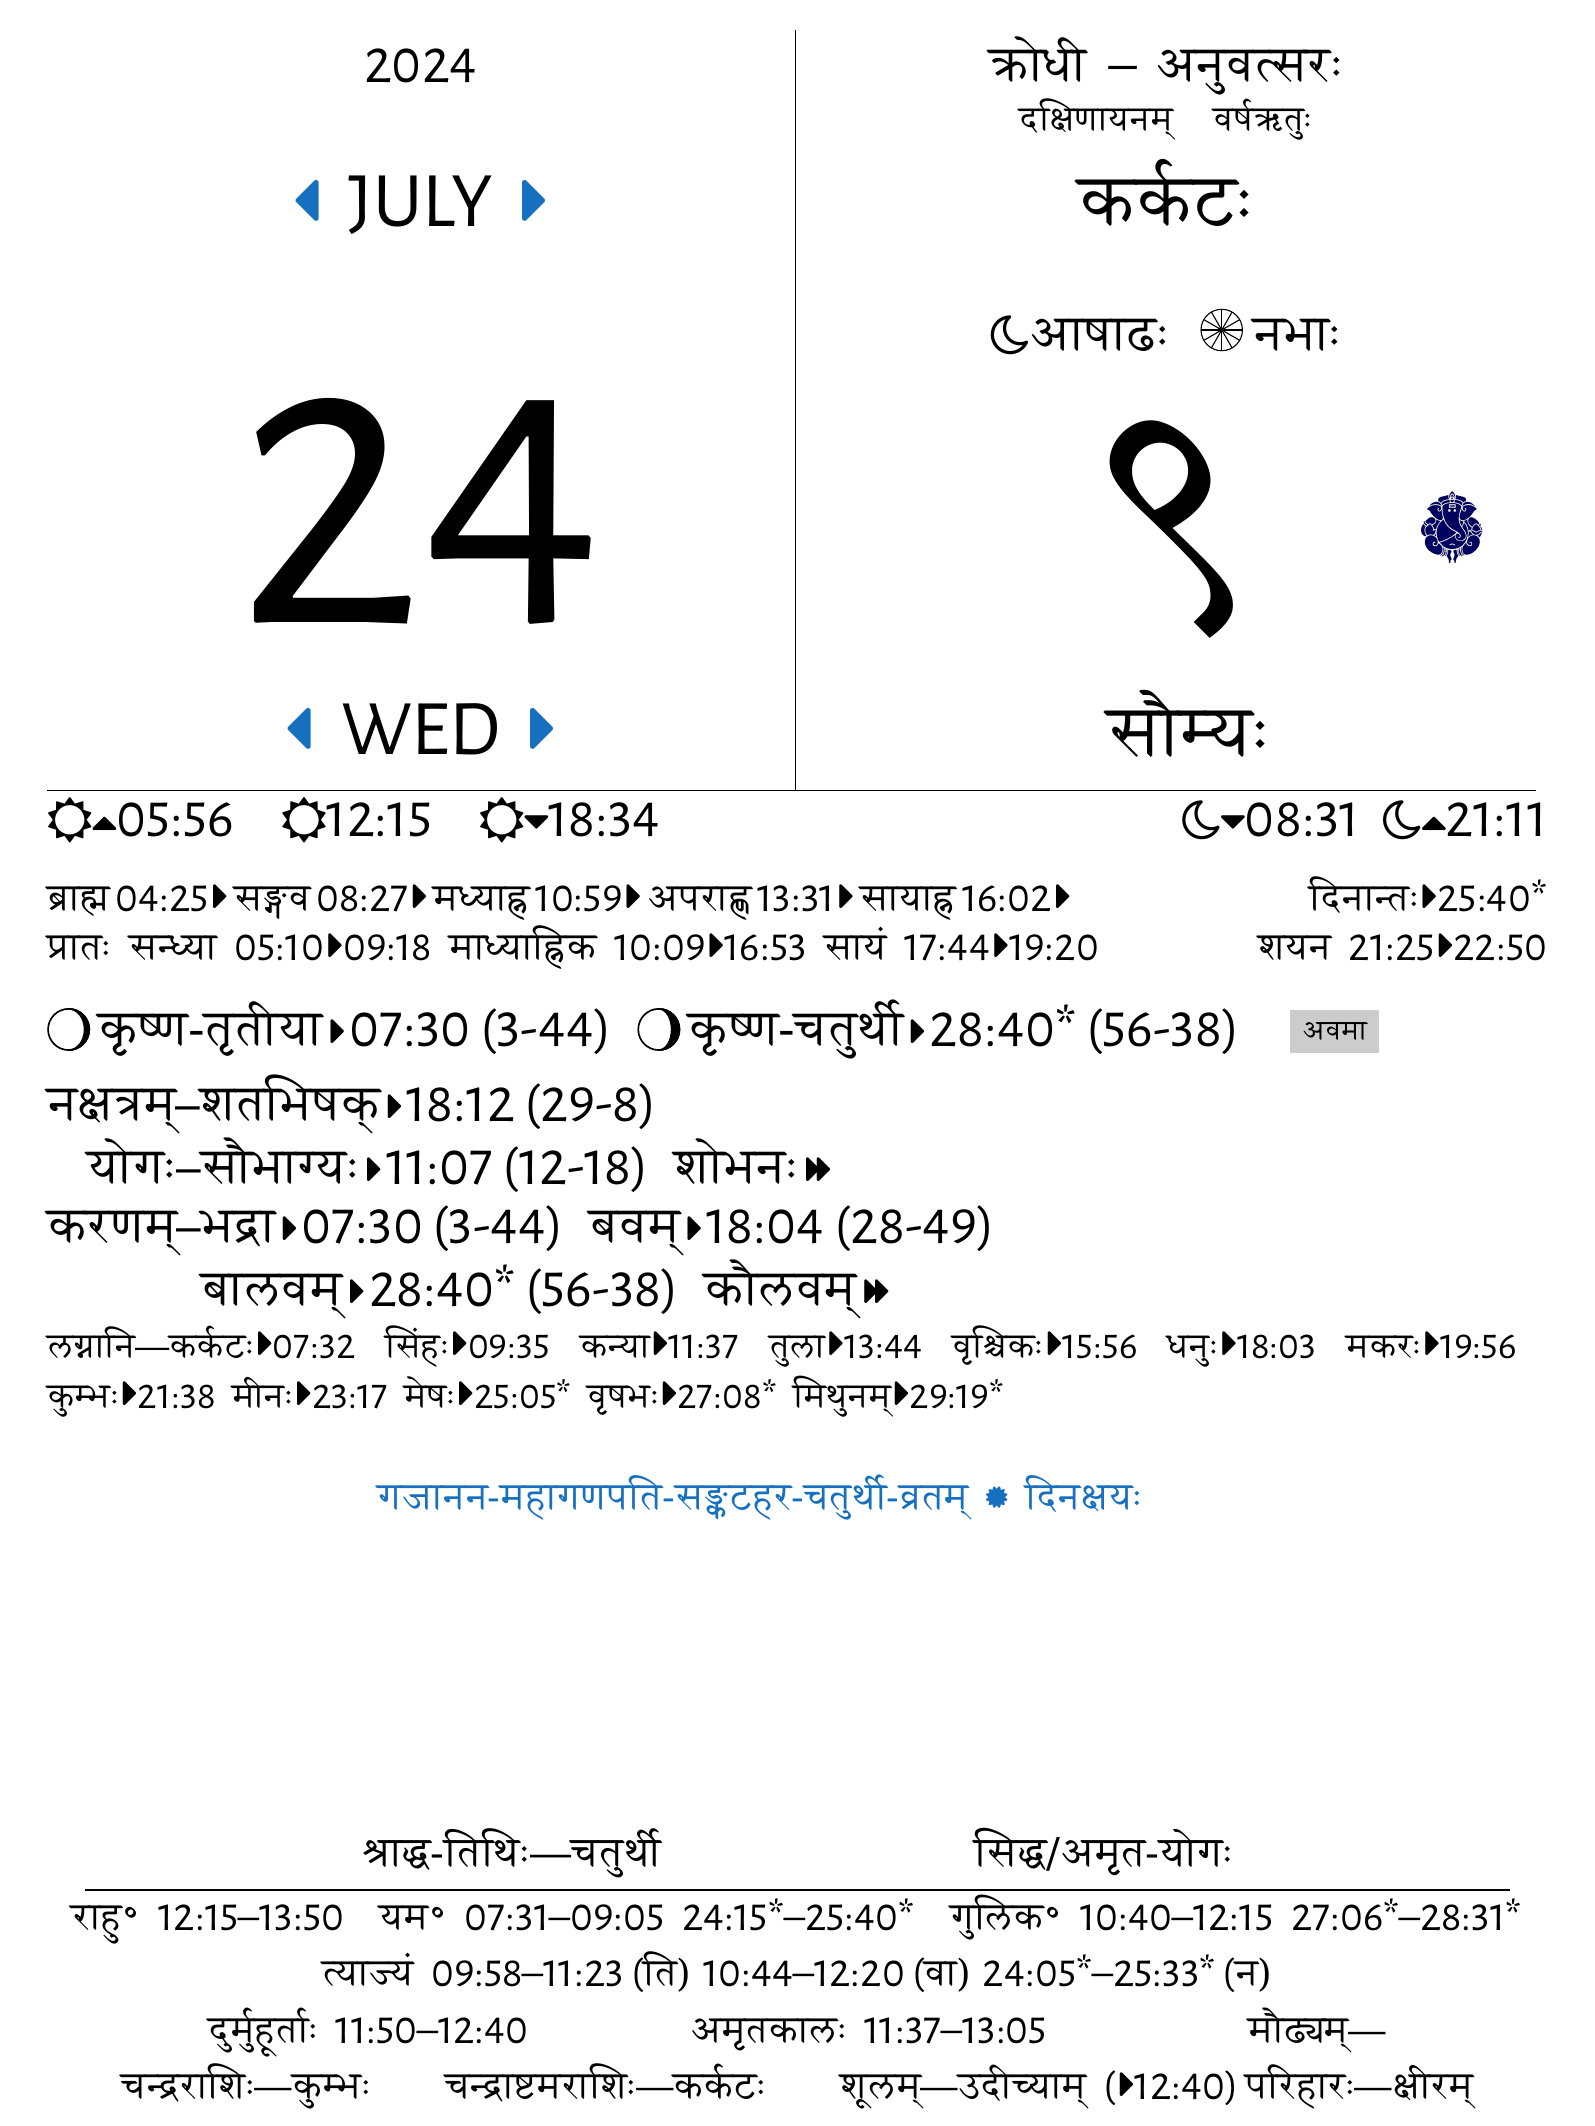 2024
JULY
24
WED
क्रोधी – अनुवत्सरः
दक्षिणायनम् वर्षऋतुः
कर्कटः
आषाढः नभाः
९
सौम्यः
05:56 12:15 18:34 08:31 21:11
ब्राह्म 04:25 सङ्गव 08:27 मध्याह्न 10:59 अपराह्ण 13:31 सायाह्न 16:02 दिनान्तः 25:40*
प्रातः सन्ध्या 05:10 09:18 माध्याह्निक 10:09 16:53 सायं 17:44 19:20 शयन 21:25 22:50
कृष्ण-तृतीया 07:30 (3-44) कृष्ण-चतुर्थी 28:40* (56-38) अवमा
नक्षत्रम्–शतभिषक् 18:12 (29-8)
योगः–सौभाग्यः 11:07 (12-18) शोभनः
करणम्–भद्रा 07:30 (3-44) बवम् 18:04 (28-49)
बालवम् 28:40* (56-38) कौलवम्
लग्नानि—कर्कटः 07:32 सिंहः 09:35 कन्या 11:37 तुला 13:44 वृश्चिकः 15:56 धनुः 18:03 मकरः 19:56
कुम्भः 21:38 मीनः 23:17 मेषः 25:05* वृषभः 27:08* मिथुनम् 29:19*
गजानन-महागणपति-सङ्कटहर-चतुर्थी-व्रतम् दिनक्षयः
श्राद्ध-तिथिः—चतुर्थी सिद्ध/अमृत-योगः
राहु॰ 12:15–13:50 यम॰ 07:31–09:05 24:15*–25:40* गुलिक॰ 10:40–12:15 27:06*–28:31*
त्याज्यं 09:58–11:23 (ति) 10:44–12:20 (वा) 24:05*–25:33* (न)
दुर्मुहूर्ताः 11:50–12:40 अमृतकालः 11:37–13:05 मौढ्यम्—
चन्द्रराशिः—कुम्भः चन्द्राष्टमराशिः—कर्कटः शूलम्—उदीच्याम् (12:40) परिहारः—क्षीरम्